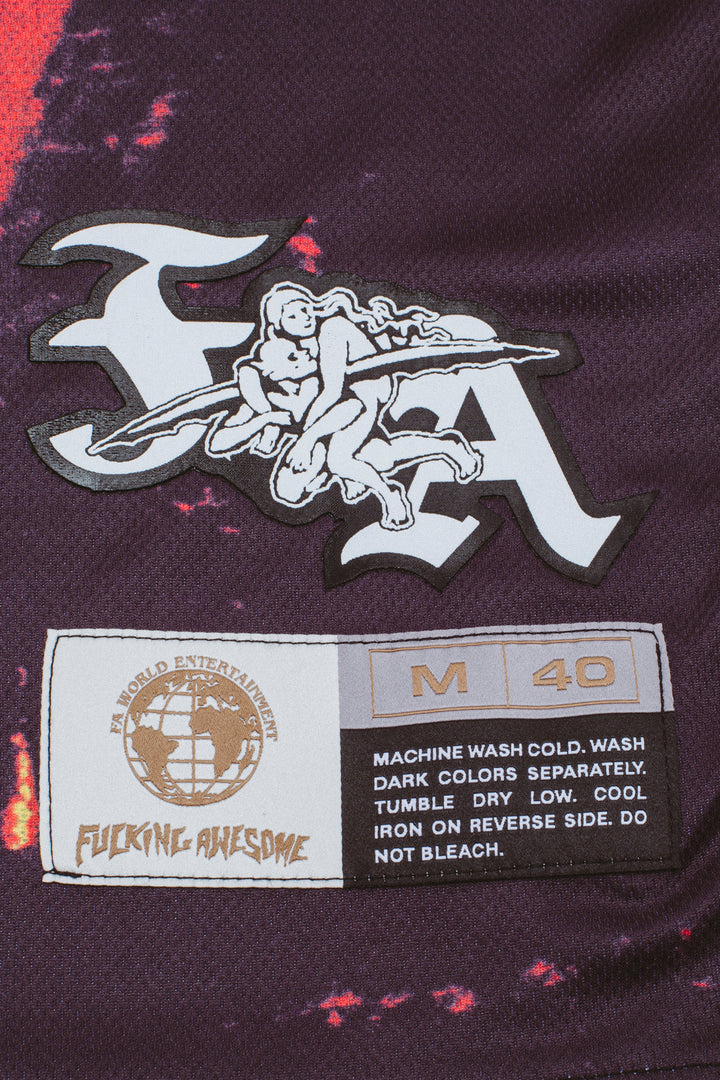 FA
FA WORLD ENTERTAINMENT
FUCKING AWESOME
M 40
MACHINE WASH COLD. WASH
DARK COLORS SEPARATELY.
TUMBLE DRY LOW. COOL
IRON ON REVERSE SIDE. DO
NOT BLEACH.